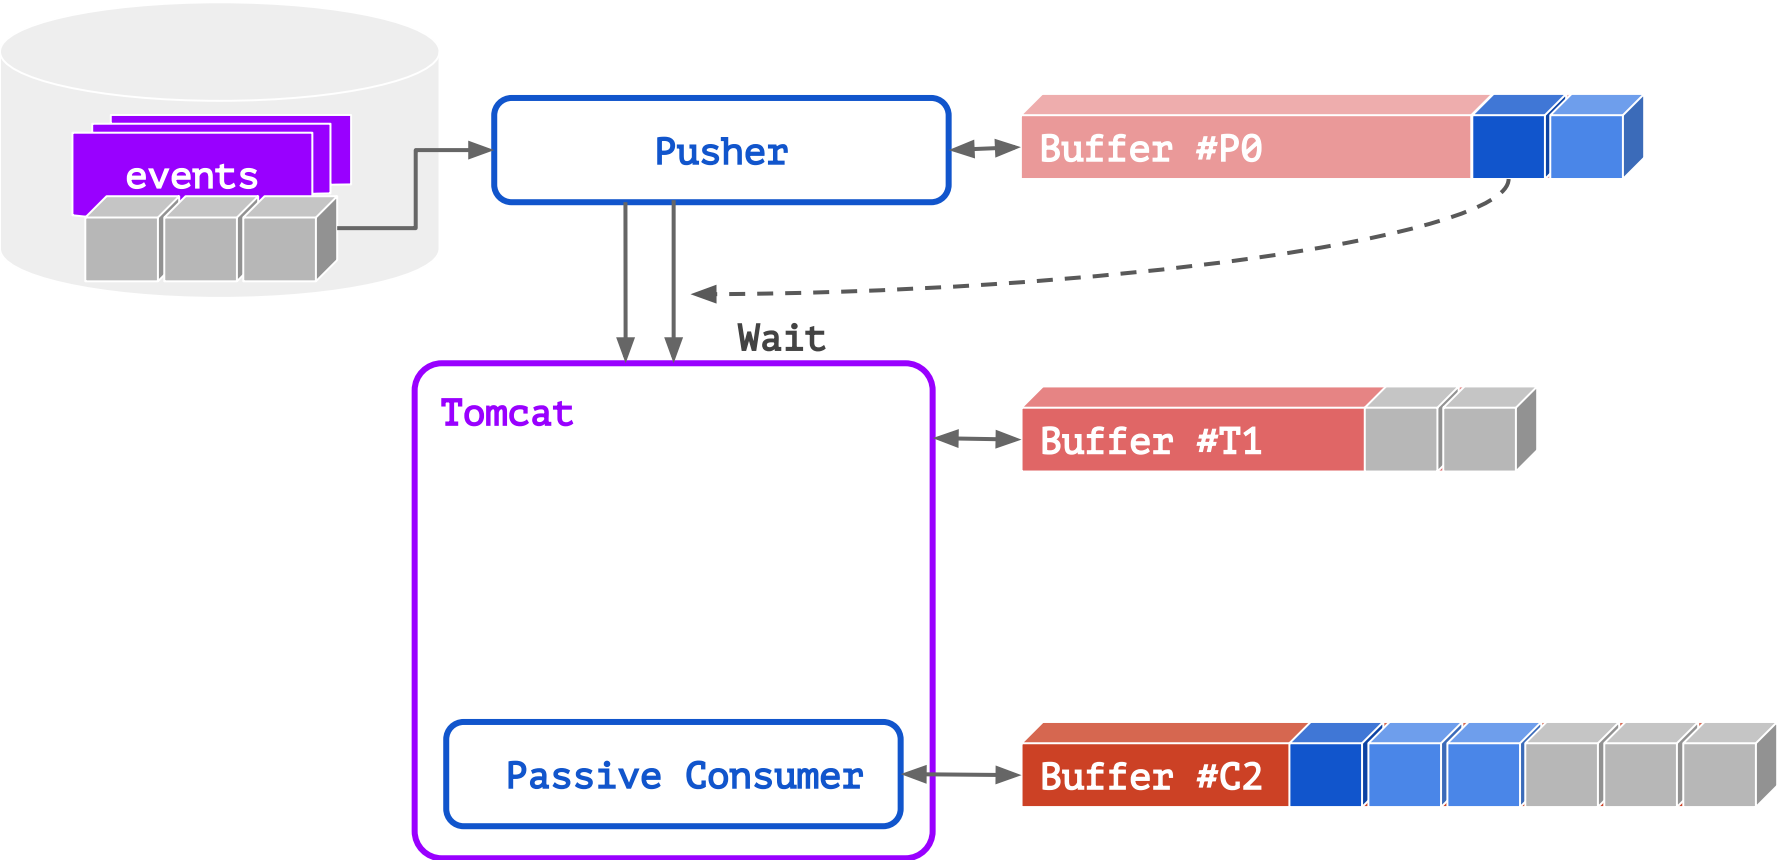 events
Pusher
Buffer #P0
Wait
Tomcat
Buffer #T1
Passive Consumer
Buffer #C2